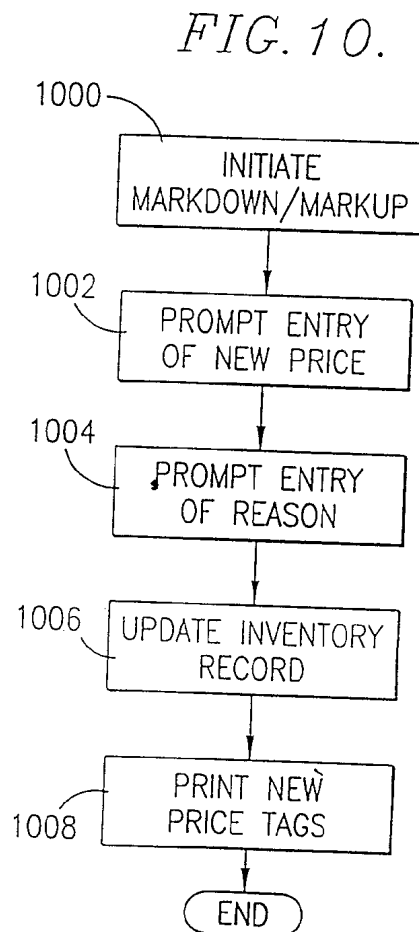 FIG. 10.
1000
INITIATE
MARKDOWN/MARKUP
1002
PROMPT ENTRY
OF NEW PRICE
1004
PROMPT ENTRY
OF REASON
1006
UPDATE INVENTORY
RECORD
PRINT NEW
PRICE TAGS
1008
END